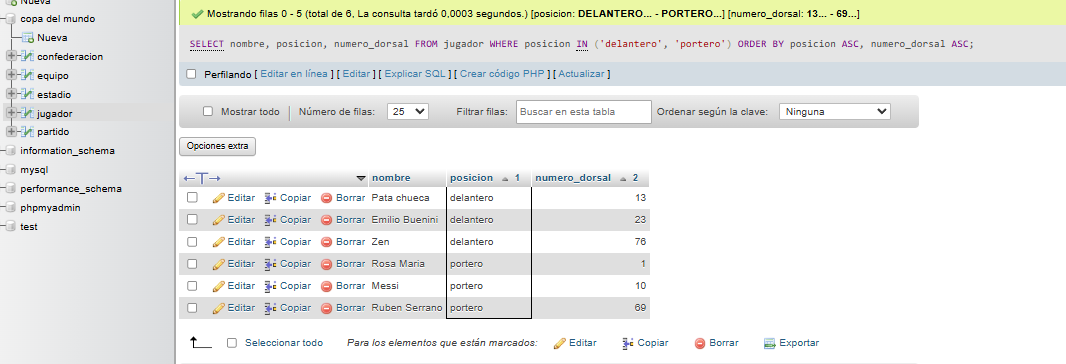 Nueva
copa del mundo
Nueva
confederacion
equipo
estadio
jugador
partido
information_schema
mysql
performance_schema
phpmyadmin
test
Mostrando filas 0 - 5 (total de 6, La consulta tardó 0,0003 segundos.) [posicion: DELANTERO... - PORTERO...] [numero_dorsal: 13... - 69...]
SELECT nombre, posicion, numero_dorsal FROM jugador WHERE posicion IN ('delantero', 'portero') ORDER BY posicion ASC, numero_dorsal ASC;
Perfilando [ Editar en línea ] [ Editar ] [ Explicar SQL ] [ Crear código PHP ] [ Actualizar ]
Mostrar todo Número de filas: 25 Filtrar filas: Buscar en esta tabla Ordenar según la clave: Ninguna
Opciones extra
nombre posicion 1 numero_dorsal 2
Editar Copiar Borrar Pata chueca delantero 13
Editar Copiar Borrar Emilio Buenini delantero 23
Editar Copiar Borrar Zen delantero 76
Editar Copiar Borrar Rosa Maria portero 1
Editar Copiar Borrar Messi portero 10
Editar Copiar Borrar Ruben Serrano portero 69
Seleccionar todo Para los elementos que están marcados: Editar Copiar Borrar Exportar